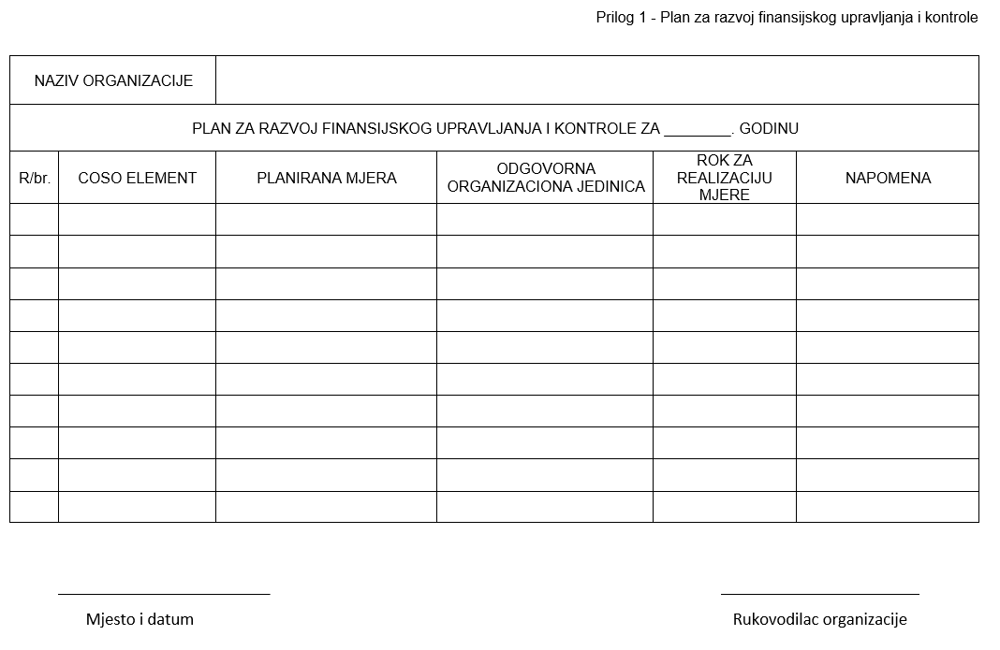 Prilog 1 - Plan za razvoj finansijskog upravljanja i kontrole
NAZIV ORGANIZACIJE
PLAN ZA RAZVOJ FINANSIJSKOG UPRAVLJANJA I KONTROLE ZA ________. GODINU
R/br.
COSO ELEMENT
PLANIRANA MJERA
ODGOVORNA
ORGANIZACIONA JEDINICA
ROK ZA
REALIZACIJU
MJERE
NAPOMENA
Mjesto i datum
Rukovodilac organizacije